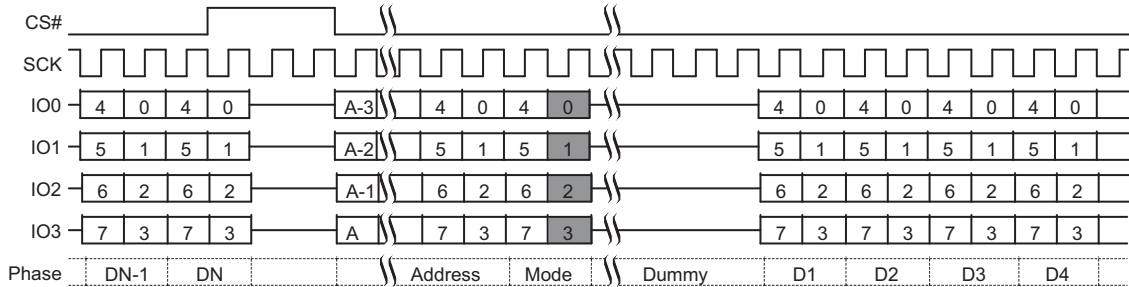 CS#
SCK
IO0 4 0 4 0 A-3 4 0 4 0 4 0 4 0 4 0 4 0
IO1 5 1 5 1 A-2 5 1 5 1 5 1 5 1 5 1 5 1
IO2 6 2 6 2 A-1 6 2 6 2 6 2 6 2 6 2 6 2
IO3 7 3 7 3 A 7 3 7 3 7 3 7 3 7 3 7 3
Phase DN-1 DN Address Mode Dummy D1 D2 D3 D4